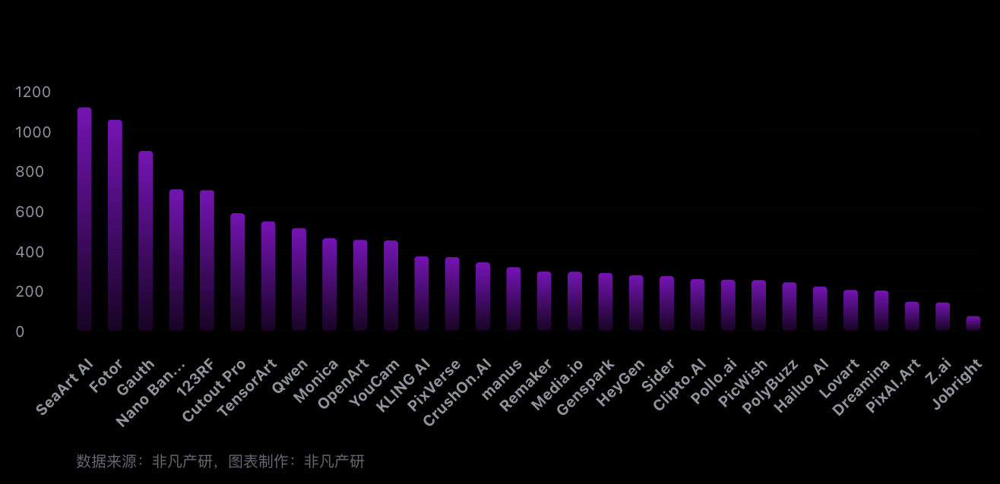 1200
1000
800
600
400
200
0
SeaArt AI
Fotor
Gauth
Nano Ban...
123RF
Cutout Pro
TensorArt
Qwen
Monica
OpenArt
YouCam
KLING AI
PixVerse
CrushOn.AI
manus
Remaker
Media.io
Genspark
HeyGen
Sider
Clipto.AI
Pollo.ai
PicWish
PolyBuzz
Hailuo AI
Lovart
Dreamina
PixAI.Art
Z.ai
Jobright
数据来源：非凡产研，图表制作：非凡产研